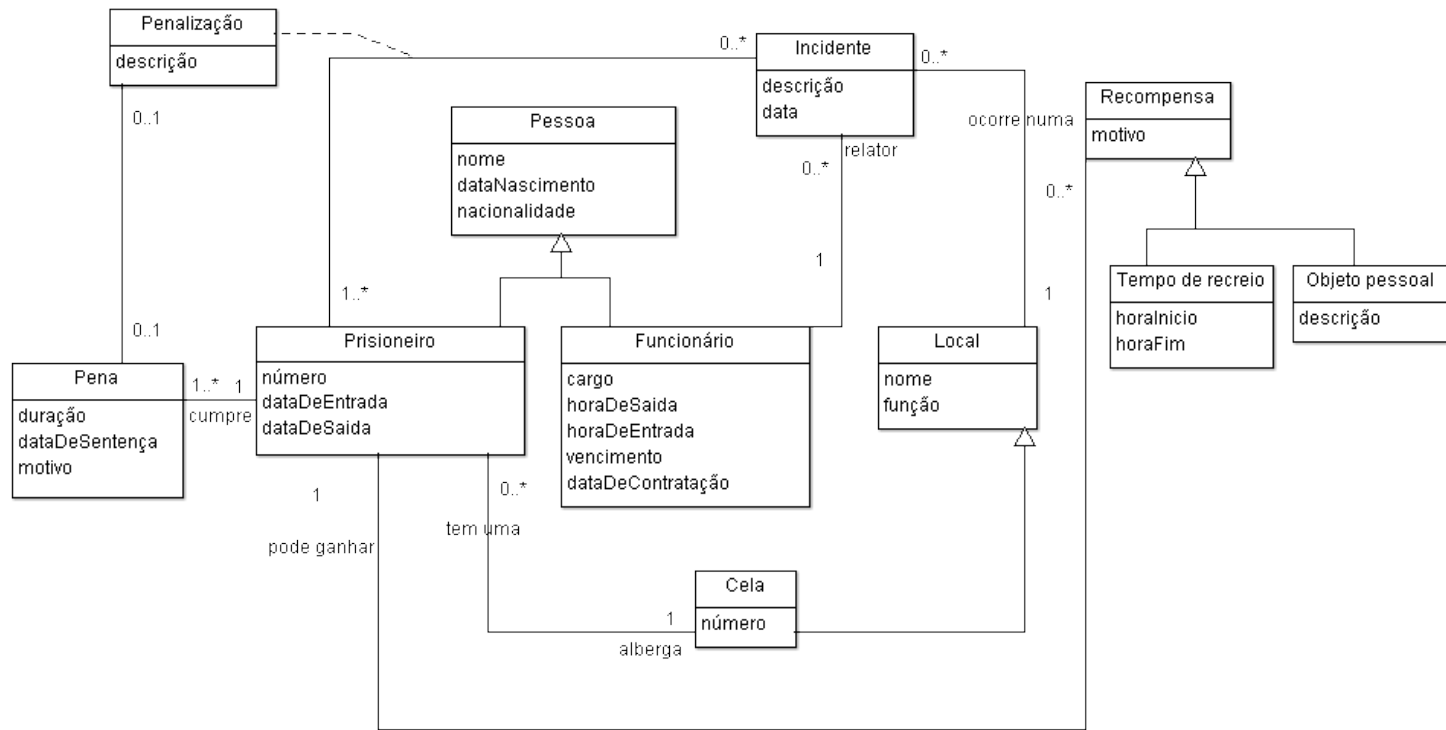 Penalização
descrição
0..1
0..1
Pena
duração
dataDeSentença
motivo
1..*
1
cumpre
0..*
Incidente
descrição
data
0..*
relator
0..*
1
ocorre numa
1
Pessoa
nome
dataNascimento
nacionalidade
1..*
Prisioneiro
número
dataDeEntrada
dataDeSaida
Funcionário
cargo
horaDeSaida
horaDeEntrada
vencimento
dataDeContratação
Local
nome
função
Recompensa
motivo
0..*
Tempo de recreio
horaInicio
horaFim
Objeto pessoal
descrição
1
pode ganhar
0..*
tem uma
1
alberga
Cela
número